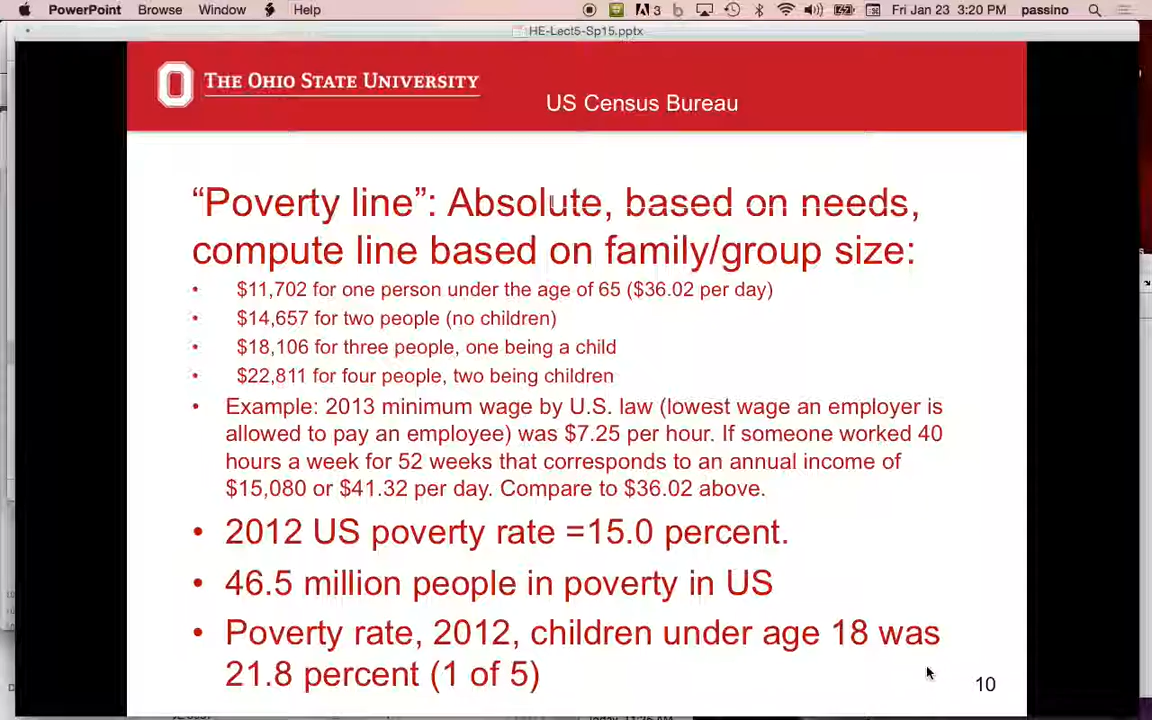 PowerPoint Browse Window Help 3 Fri Jan 23 3:20 PM passino
HE-Lect5-Sp15.pptx
THE OHIO STATE UNIVERSITY
US Census Bureau
“Poverty line”: Absolute, based on needs,
compute line based on family/group size:
• $11,702 for one person under the age of 65 ($36.02 per day)
• $14,657 for two people (no children)
• $18,106 for three people, one being a child
• $22,811 for four people, two being children
• Example: 2013 minimum wage by U.S. law (lowest wage an employer is
allowed to pay an employee) was $7.25 per hour. If someone worked 40
hours a week for 52 weeks that corresponds to an annual income of
$15,080 or $41.32 per day. Compare to $36.02 above.
• 2012 US poverty rate =15.0 percent.
• 46.5 million people in poverty in US
• Poverty rate, 2012, children under age 18 was
21.8 percent (1 of 5)
10